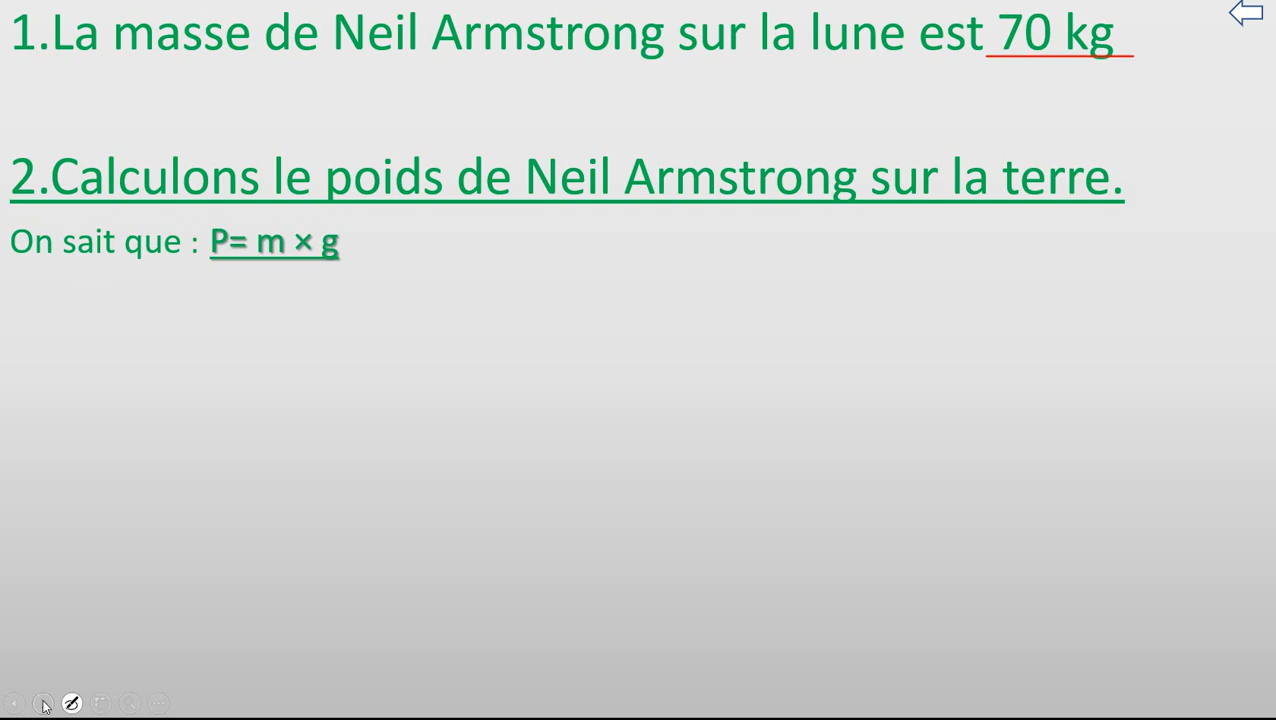 1.La masse de Neil Armstrong sur la lune est 70 kg
2.Calculons le poids de Neil Armstrong sur la terre.
On sait que : P= m × g